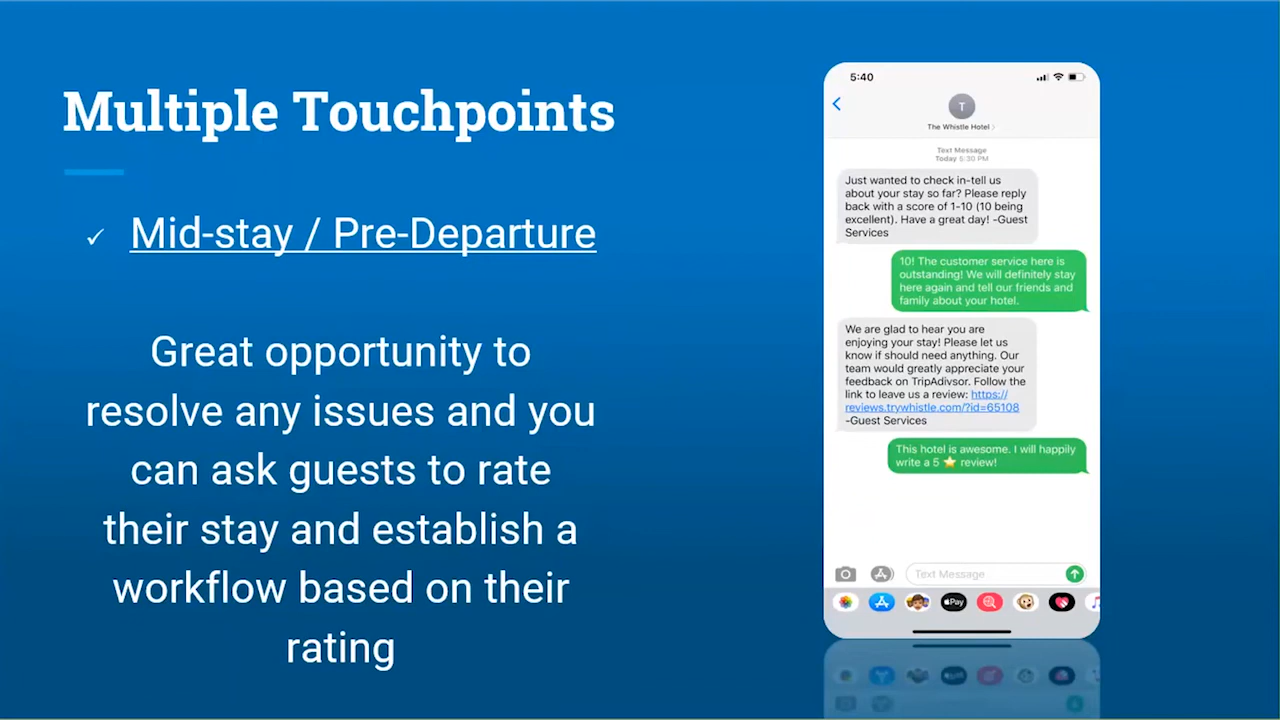 Multiple Touchpoints
✓ Mid-stay / Pre-Departure
Great opportunity to
resolve any issues and you
can ask guests to rate
their stay and establish a
workflow based on their
rating
5:40
T
The Whistle Hotel
Text Message
Today 5:30 PM
Just wanted to check in-tell us
about your stay so far? Please reply
back with a score of 1-10 (10 being
excellent). Have a great day! -Guest
Services
10! The customer service here is
outstanding! We will definitely stay
here again and tell our friends and
family about your hotel.
We are glad to hear you are
enjoying your stay! Please let us
know if should need anything. Our
team would greatly appreciate your
feedback on TripAdivsor. Follow the
link to leave us a review: https://
reviews.trywhistle.com/?id=65108
-Guest Services
This hotel is awesome. I will happily
write a 5 ⭐ review!
Text Message
Pay